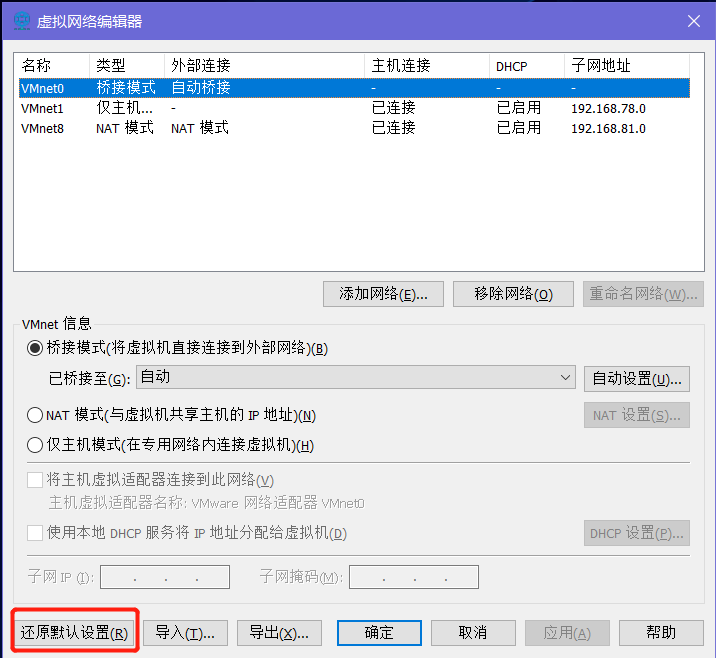 虚拟网络编辑器
名称 类型 外部连接 主机连接 DHCP 子网地址
VMnet0 桥接模式 自动桥接 - - -
VMnet1 仅主机... - 已连接 已启用 192.168.78.0
VMnet8 NAT 模式 NAT 模式 已连接 已启用 192.168.81.0
添加网络(E)... 移除网络(O) 重命名网络(W)...
VMnet 信息
桥接模式(将虚拟机直接连接到外部网络)(B)
已桥接至(G): 自动 自动设置(U)...
NAT 模式(与虚拟机共享主机的 IP 地址)(N) NAT 设置(S)...
仅主机模式(在专用网络内连接虚拟机)(H)
将主机虚拟适配器连接到此网络(V)
主机虚拟适配器名称: VMware 网络适配器 VMnet0
使用本地 DHCP 服务将 IP 地址分配给虚拟机(D) DHCP 设置(P)...
子网 IP (I): . . . 子网掩码(M): . . .
还原默认设置(R) 导入(T)... 导出(X)... 确定 取消 应用(A) 帮助